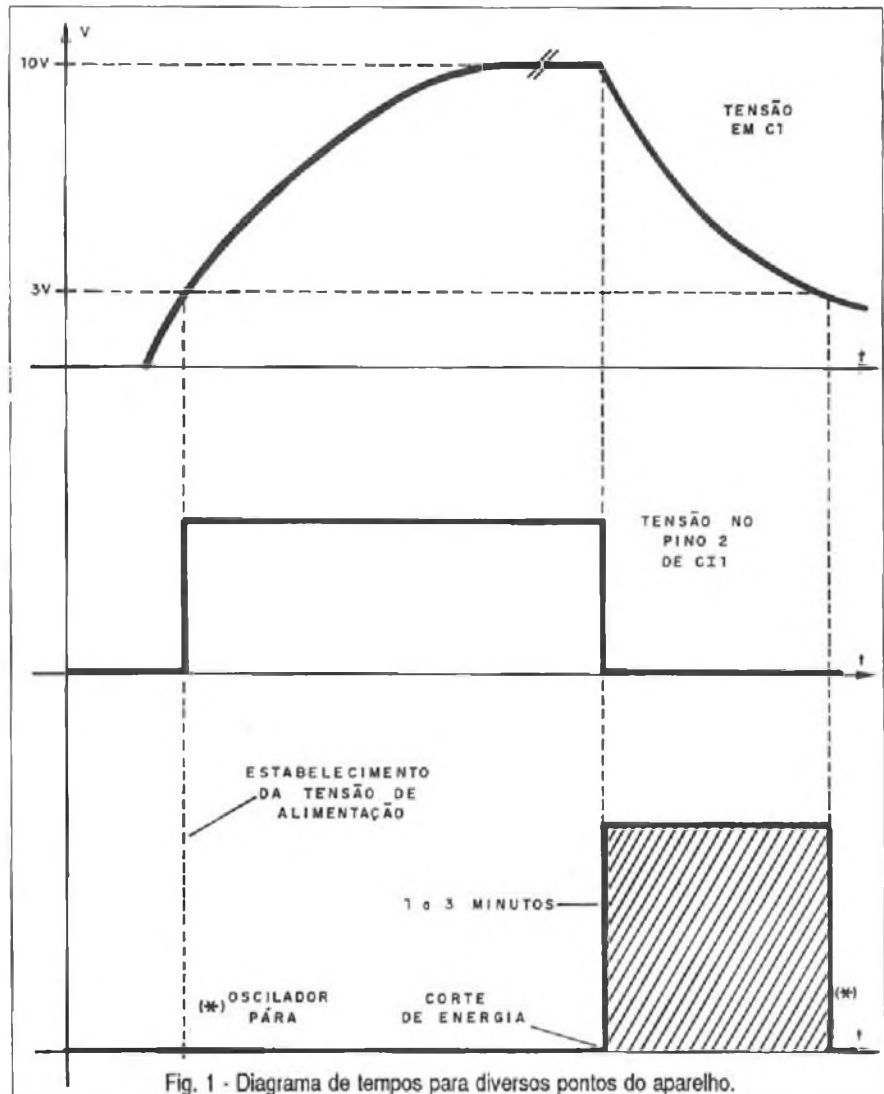 V
10V
TENSÃO
EM C1
3V
t
TENSÃO NO
PINO 2
DE CI1
t
ESTABELECIMENTO
DA TENSÃO DE
ALIMENTAÇÃO
1 a 3 MINUTOS
(*) OSCILADOR
PÁRA
CORTE
DE ENERGIA
(*)
t
Fig. 1 - Diagrama de tempos para diversos pontos do aparelho.